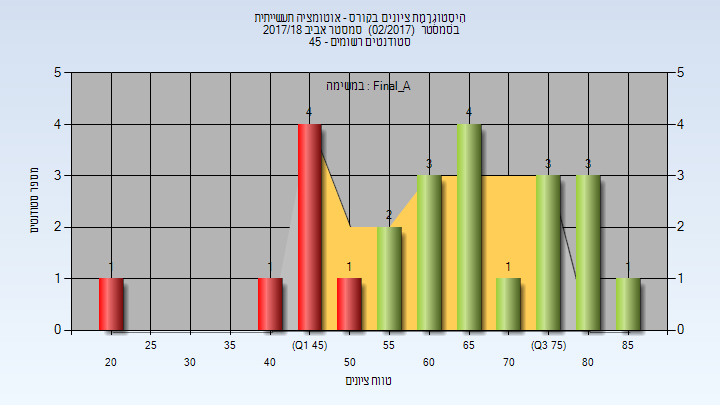 הִיסְטוֹגְרָמַת ציונים בקורס - אוטומציה תעשייתית
בסמסטר (02/2017) סמסטר אביב 2017/18
סטודנטים רשומים - 45
במשימה : Final_A
מספר סטודנטים
5 5
4 4
3 3
2 2
1 1
0 0
1 1 4 1 2 3 4 1 3 3 1
25 35 (Q1 45) 55 65 (Q3 75) 85
20 30 40 50 60 70 80
טווח ציונים